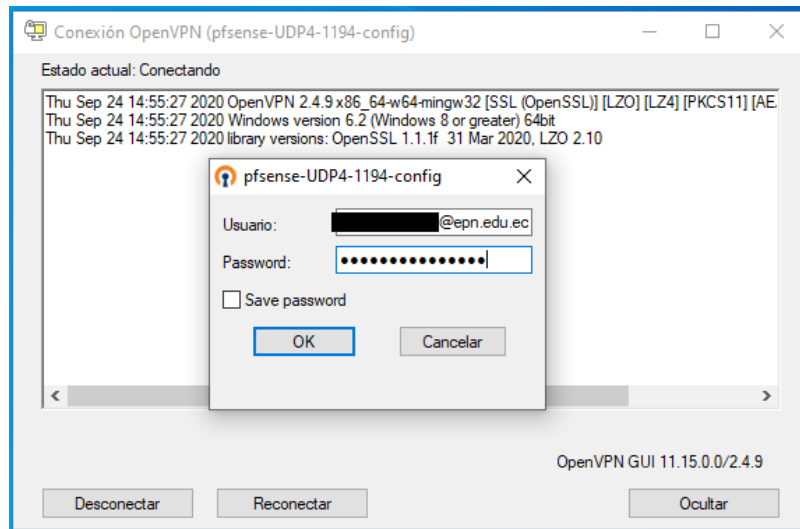 Conexión OpenVPN (pfsense-UDP4-1194-config)
Estado actual: Conectando
Thu Sep 24 14:55:27 2020 OpenVPN 2.4.9 x86_64-w64-mingw32 [SSL (OpenSSL)] [LZO] [LZ4] [PKCS11] [AE
Thu Sep 24 14:55:27 2020 Windows version 6.2 (Windows 8 or greater) 64bit
Thu Sep 24 14:55:27 2020 library versions: OpenSSL 1.1.1f 31 Mar 2020, LZO 2.10
pfsense-UDP4-1194-config
Usuario: @epn.edu.ec
Password: ●●●●●●●●●●●●●●●
Save password
OK Cancelar
OpenVPN GUI 11.15.0.0/2.4.9
Desconectar Reconectar Ocultar